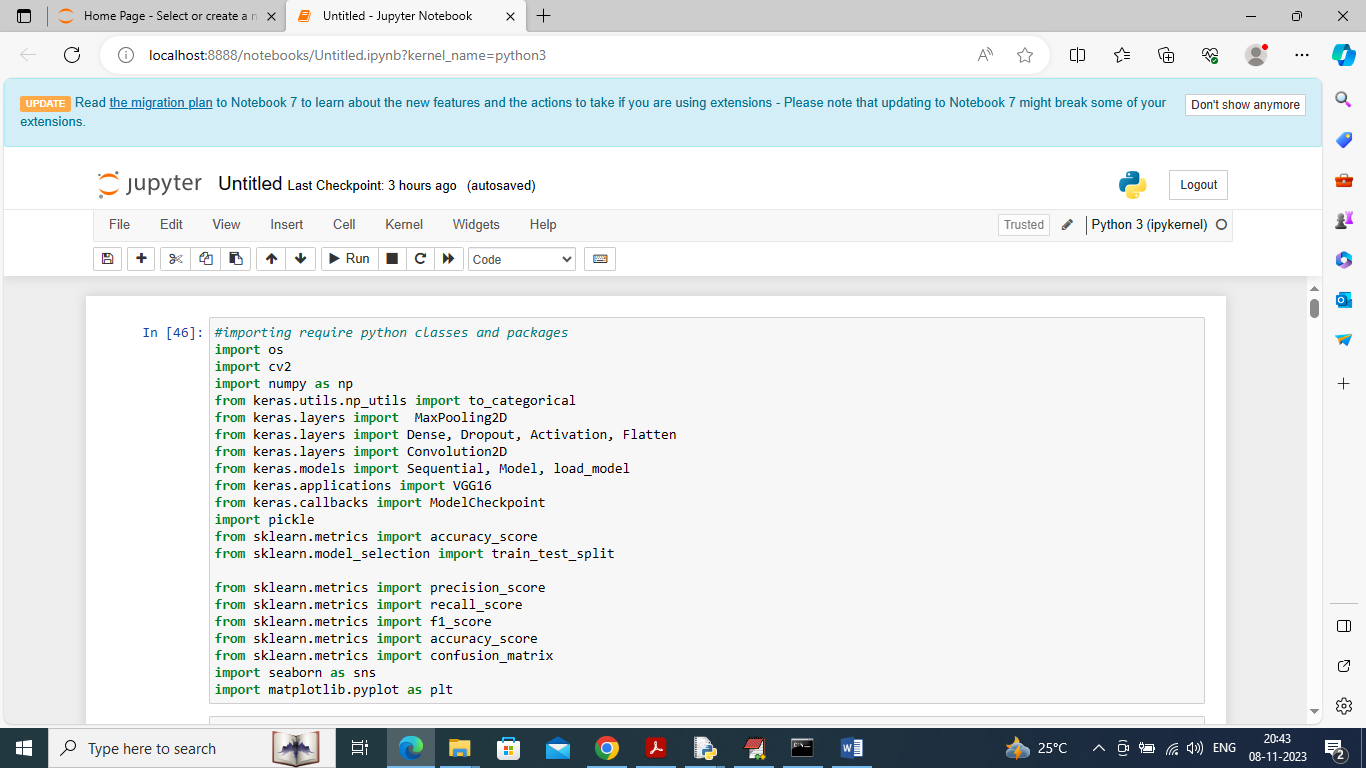 Home Page - Select or create a n
Untitled - Jupyter Notebook
localhost:8888/notebooks/Untitled.ipynb?kernel_name=python3
UPDATE Read the migration plan to Notebook 7 to learn about the new features and the actions to take if you are using extensions - Please note that updating to Notebook 7 might break some of your
extensions.
Don't show anymore
jupyter Untitled Last Checkpoint: 3 hours ago (autosaved)
Logout
File Edit View Insert Cell Kernel Widgets Help
Trusted Python 3 (ipykernel)
Run Code
In [46]: #importing require python classes and packages
import os
import cv2
import numpy as np
from keras.utils.np_utils import to_categorical
from keras.layers import  MaxPooling2D
from keras.layers import Dense, Dropout, Activation, Flatten
from keras.layers import Convolution2D
from keras.models import Sequential, Model, load_model
from keras.applications import VGG16
from keras.callbacks import ModelCheckpoint
import pickle
from sklearn.metrics import accuracy_score
from sklearn.model_selection import train_test_split
from sklearn.metrics import precision_score
from sklearn.metrics import recall_score
from sklearn.metrics import f1_score
from sklearn.metrics import accuracy_score
from sklearn.metrics import confusion_matrix
import seaborn as sns
import matplotlib.pyplot as plt
Type here to search
25°C
ENG
20:43
08-11-2023
2